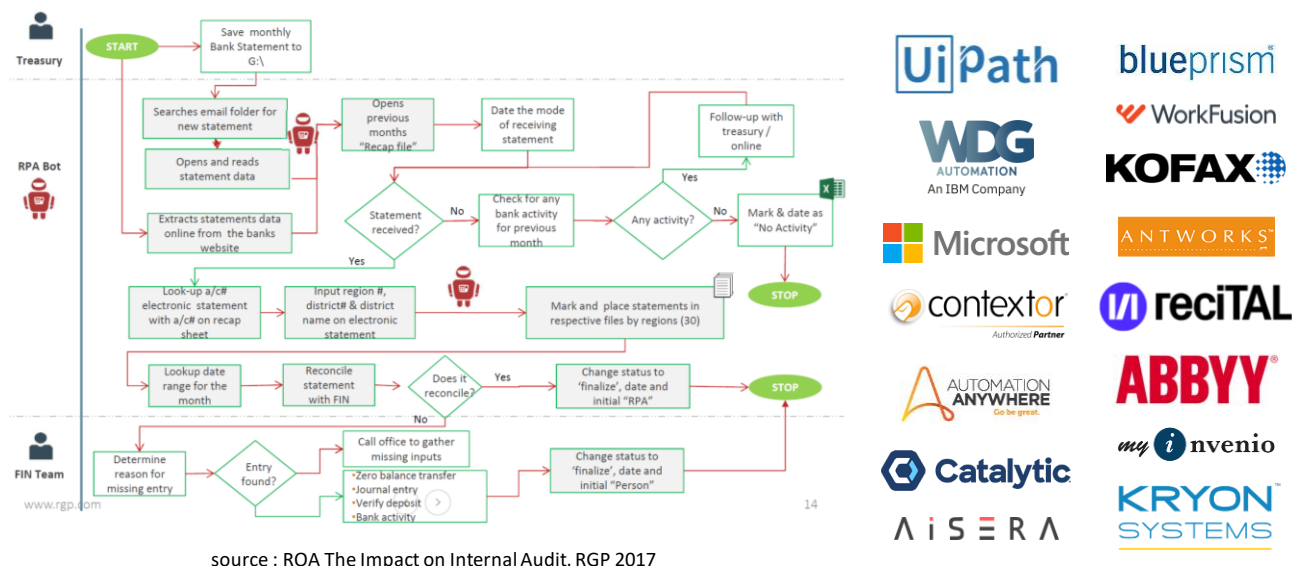 Treasury
START
Save monthly
Bank Statement to
G:\
RPA Bot
Searches email folder for
new statement
Opens and reads
statement data
Extracts statements data
online from the banks
website
Opens
previous
months
“Recap file”
Date the mode
of receiving
statement
Follow-up with
treasury /
online
Yes
Statement
received?
No
Check for any
bank activity
for previous
month
Any activity?
No
Mark & date as
“No Activity”
STOP
Yes
Look-up a/c#
electronic statement
with a/c# on recap
sheet
Input region #,
district# & district
name on electronic
statement
Mark and place statements in
respective files by regions (30)
Lookup date
range for the
month
Reconcile
statement
with FIN
Does it
reconcile?
Yes
Change status to
‘finalize’, date and
initial “RPA”
STOP
No
FIN Team
Determine
reason for
missing entry
Entry
found?
Call office to gather
missing inputs
•Zero balance transfer
•Journal entry
•Verify deposit
•Bank activity
Change status to
‘finalize’, date and
initial “Person”
www.rgp.com
14
source : ROA The Impact on Internal Audit. RGP 2017
UiPath
blueprism®
WorkFusion
WDG
AUTOMATION
An IBM Company
KOFAX
Microsoft
ANTWORKS™
contextor®
Authorized Partner
reciTAL
AUTOMATION
ANYWHERE
Go be great.
ABBYY®
my invenio
Catalytic
KRYON™
SYSTEMS
AiSERA